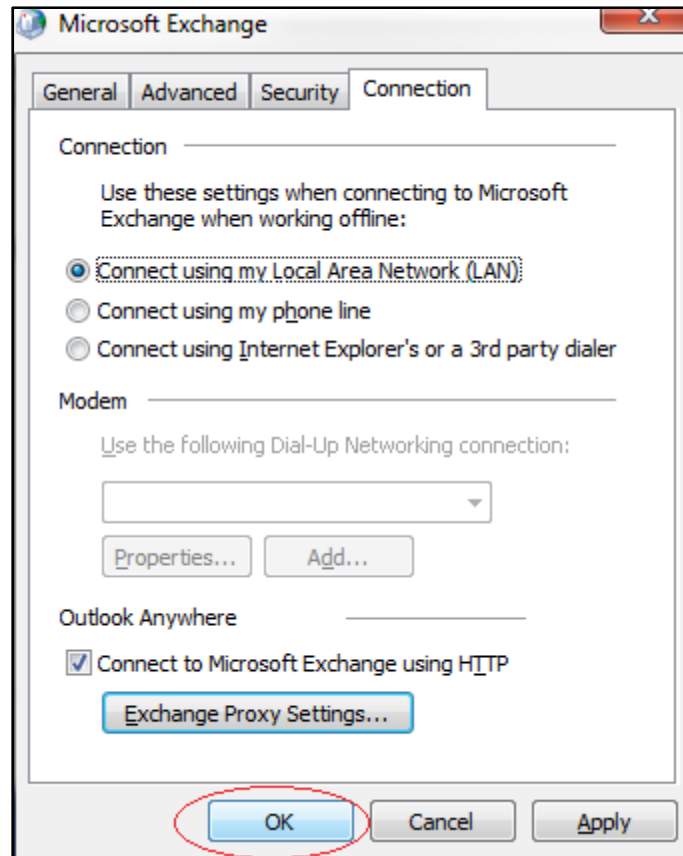 Microsoft Exchange
General Advanced Security Connection
Connection
Use these settings when connecting to Microsoft
Exchange when working offline:
Connect using my Local Area Network (LAN)
Connect using my phone line
Connect using Internet Explorer's or a 3rd party dialer
Modem
Use the following Dial-Up Networking connection:
Properties... Add...
Outlook Anywhere
Connect to Microsoft Exchange using HTTP
Exchange Proxy Settings...
OK Cancel Apply